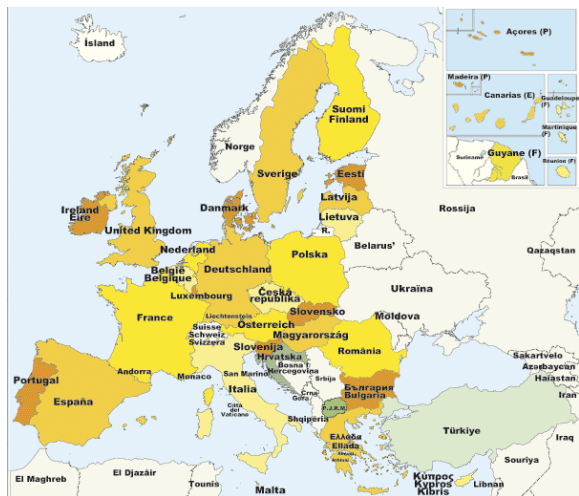 Ísland
Açores (P)
Madeira (P)
Canarias (E)
Guadeloupe
(F)
Martinique
(F)
Guyane (F)
Suriname
Brasil
Réunion (F)
Suomi
Finland
Norge
Sverige
Eesti
Latvija
Lietuva
R.
Rossija
Ireland
Éire
Danmark
United Kingdom
Nederland
België
Belgique
Deutschland
Polska
Belarus'
Qazaqstan
Luxembourg
Česká
republika
Ukraïna
Slovensko
Liechtenstein
Österreich
Magyarország
Moldova
France
Suisse
Schweiz
Svizzera
Slovenija
Hrvatska
România
Bosna i
Hercegovina
San Marino
Srbija
Crna
Gora
България
Bulgaria
Sakartvelo
Azərbaycan
Haïastan
Iran
Andorra
Monaco
Portugal
España
Italia
Città
del
Vaticano
P.J.R.M.
Shqipëria
Ελλάδα
Ellada
Türkiye
Κύπρος
Kypros
Kibris
Souriya
Iraq
Libnan
El Maghreb
El Djazàir
Tounis
Malta